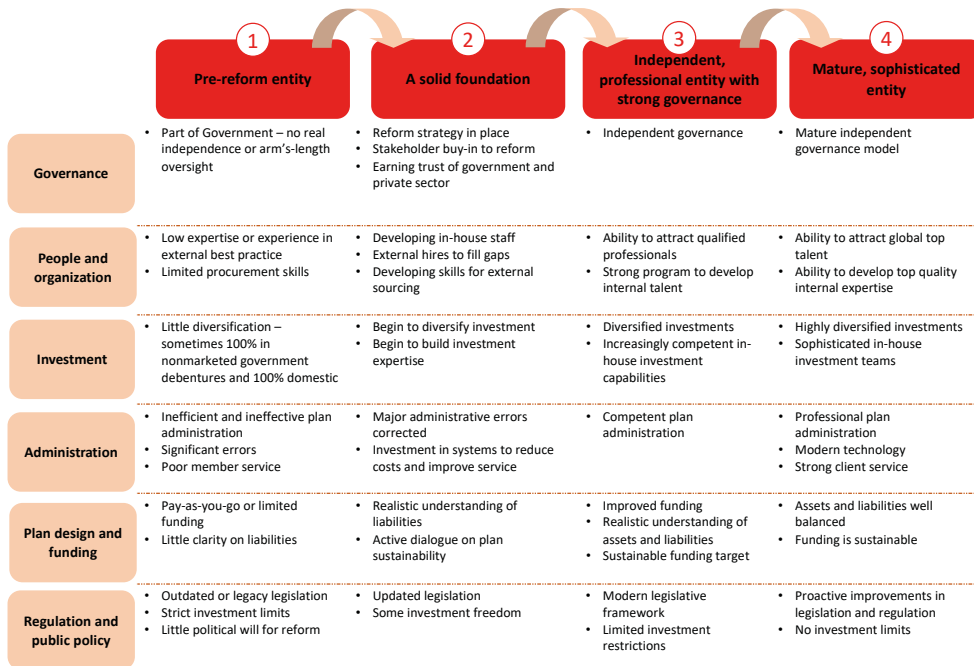 1
2
3
4
Pre-reform entity
A solid foundation
Independent,
professional entity with
strong governance
Mature, sophisticated
entity
Governance
• Part of Government – no real
independence or arm's-length
oversight
• Reform strategy in place
• Stakeholder buy-in to reform
• Earning trust of government and
private sector
• Independent governance
• Mature independent
governance model
People and
organization
• Low expertise or experience in
external best practice
• Limited procurement skills
• Developing in-house staff
• External hires to fill gaps
• Developing skills for external
sourcing
• Ability to attract qualified
professionals
• Strong program to develop
internal talent
• Ability to attract global top
talent
• Ability to develop top quality
internal expertise
Investment
• Little diversification –
sometimes 100% in
nonmarketed government
debentures and 100% domestic
• Begin to diversify investment
• Begin to build investment
expertise
• Diversified investments
• Increasingly competent in-
house investment
capabilities
• Highly diversified investments
• Sophisticated in-house
investment teams
Administration
• Inefficient and ineffective plan
administration
• Significant errors
• Poor member service
• Major administrative errors
corrected
• Investment in systems to reduce
costs and improve service
• Competent plan
administration
• Professional plan
administration
• Modern technology
• Strong client service
Plan design and
funding
• Pay-as-you-go or limited
funding
• Little clarity on liabilities
• Realistic understanding of
liabilities
• Active dialogue on plan
sustainability
• Improved funding
• Realistic understanding of
assets and liabilities
• Sustainable funding target
• Assets and liabilities well
balanced
• Funding is sustainable
Regulation and
public policy
• Outdated or legacy legislation
• Strict investment limits
• Little political will for reform
• Updated legislation
• Some investment freedom
• Modern legislative
framework
• Limited investment
restrictions
• Proactive improvements in
legislation and regulation
• No investment limits